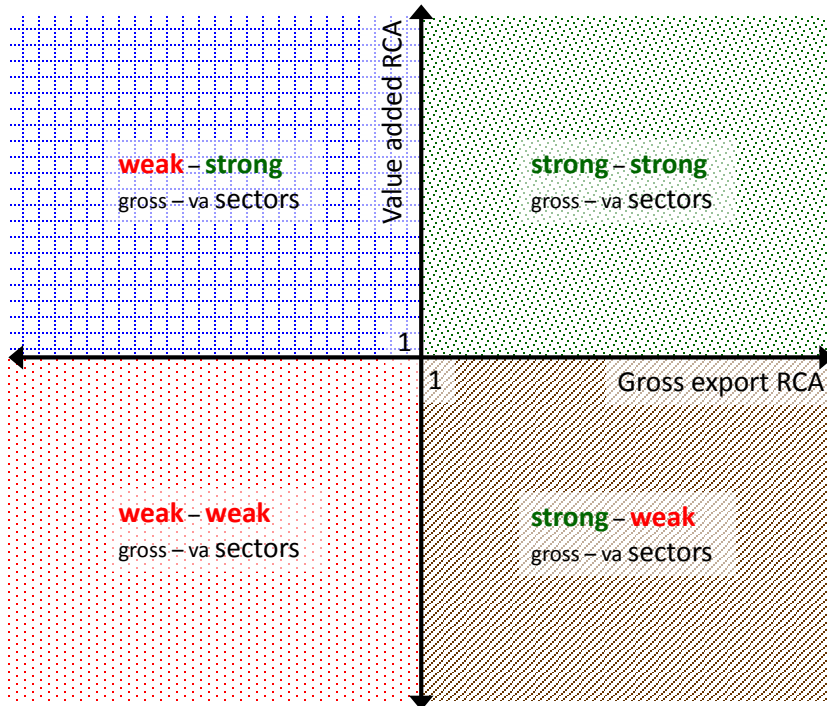 Value added RCA
weak – strong
gross – va sectors
strong – strong
gross – va sectors
1
1
Gross export RCA
weak – weak
gross – va sectors
strong – weak
gross – va sectors